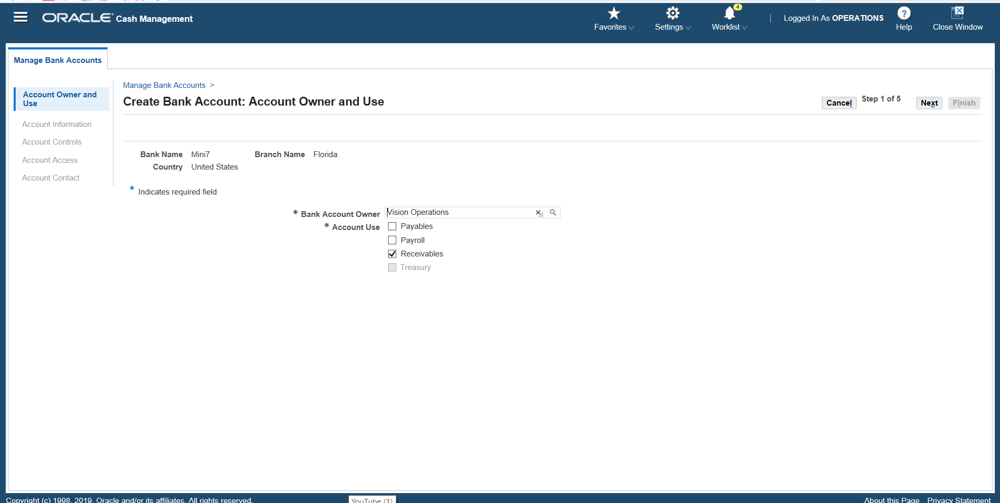 ORACLE Cash Management
Favorites
Settings
4
Worklist
Logged In As OPERATIONS
?
Help
Close Window
Manage Bank Accounts
Account Owner and
Use
Account Information
Account Controls
Account Access
Account Contact
Manage Bank Accounts >
Create Bank Account: Account Owner and Use
Cancel
Step 1 of 5
Next
Finish
Bank Name Mini7
Branch Name Florida
Country United States
* Indicates required field
* Bank Account Owner Vision Operations
* Account Use
Payables
Payroll
Receivables
Treasury
Copyright (c) 1998, 2019, Oracle and/or its affiliates. All rights reserved.
YouTube (1)
About this Page
Privacy Statement